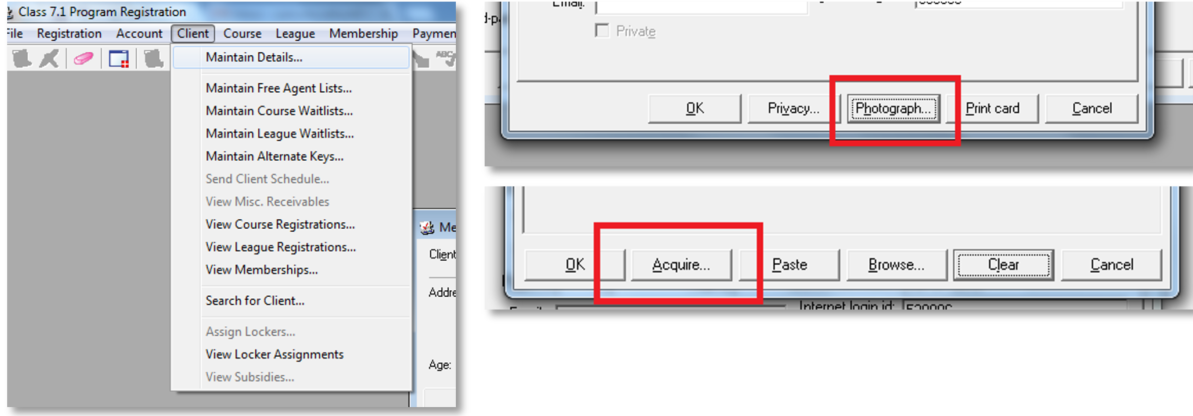 Class 7.1 Program Registration
File Registration Account Client Course League Membership Paymen
Maintain Details...
Maintain Free Agent Lists...
Maintain Course Waitlists...
Maintain League Waitlists...
Maintain Alternate Keys...
Send Client Schedule...
View Misc. Receivables
View Course Registrations...
View League Registrations...
View Memberships...
Search for Client...
Assign Lockers...
View Locker Assignments
View Subsidies...
Me
Client
Addre
Age:
Email:
d-pa
Private
OK Privacy... Photograph... Print card Cancel
OK Acquire... Paste Browse... Clear Cancel
Internet login id: